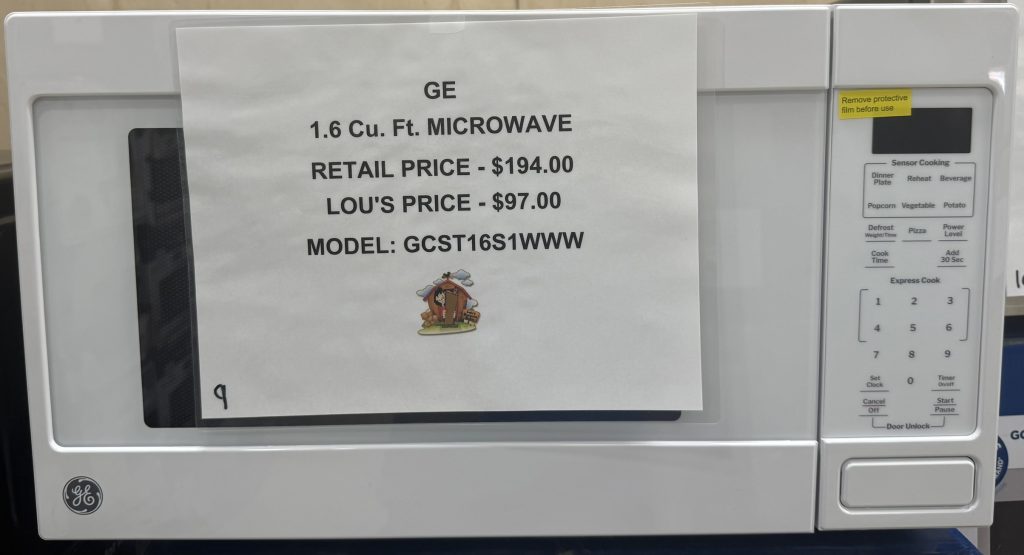 GE
1.6 Cu. Ft. MICROWAVE
RETAIL PRICE - $194.00
LOU'S PRICE - $97.00
MODEL: GCST16S1WWW
9
GE
Remove protective
film before use
Sensor Cooking
Dinner Plate Reheat Beverage
Popcorn Vegetable Potato
Defrost Weight/Time Pizza Power Level
Cook Time Add 30 Sec
Express Cook
1 2 3
4 5 6
7 8 9
Set Clock 0 Timer On/off
Cancel Off Start Pause
Door Unlock